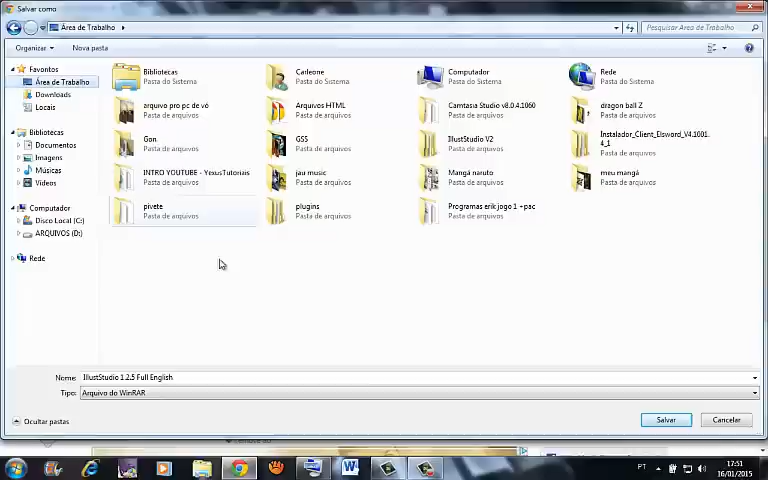 Salvar como
Área de Trabalho
Pesquisar Área de Trabalho
Organizar
Nova pasta
Favoritos
Área de Trabalho
Downloads
Locais
Bibliotecas
Documentos
Imagens
Músicas
Vídeos
Computador
Disco Local (C:)
ARQUIVOS (D:)
Rede
Bibliotecas
Pasta do Sistema
Carleone
Pasta do Sistema
Computador
Pasta do Sistema
Rede
Pasta do Sistema
arquivo pro pc de vó
Pasta de arquivos
Arquivos HTML
Pasta de arquivos
Camtasia Studio v8.0.4.1060
Pasta de arquivos
dragon ball Z
Pasta de arquivos
Gon
Pasta de arquivos
GS5
Pasta de arquivos
IllustStudio V2
Pasta de arquivos
Instalador_Client_Elsword_V4.1001.
4_1
Pasta de arquivos
INTRO YOUTUBE - YexusTutoriais
Pasta de arquivos
jau music
Pasta de arquivos
Mangá naruto
Pasta de arquivos
meu mangá
Pasta de arquivos
pivete
Pasta de arquivos
plugins
Pasta de arquivos
Programas erik jogo 1 +pac
Pasta de arquivos
Nome:
IllustStudio 1.2.5 Full English
Tipo:
Arquivo do WinRAR
Ocultar pastas
Salvar
Cancelar
PT
17:51
16/01/2015